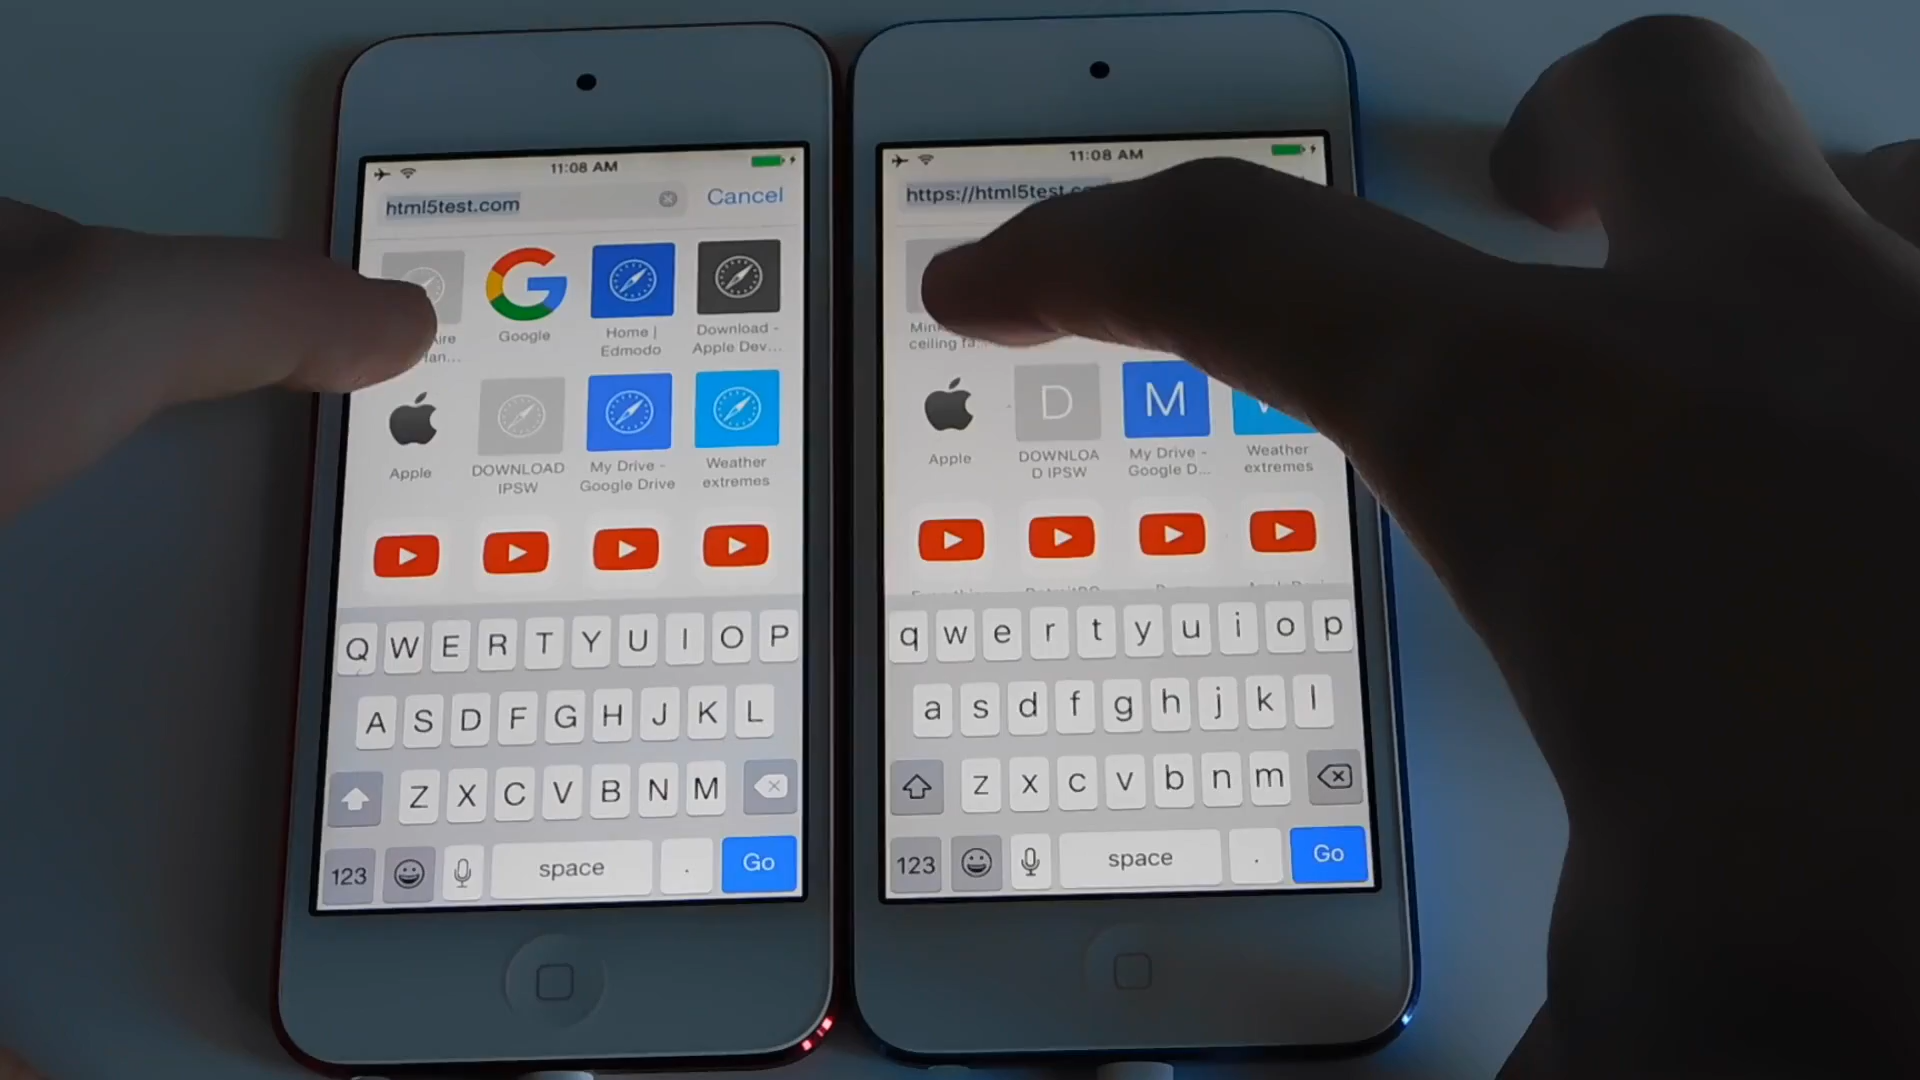 11:08 AM
html5test.com
Cancel
Google
Home |
Edmodo
Download -
Apple Dev...
Apple
DOWNLOAD
IPSW
My Drive -
Google Drive
Weather
extremes
Q W E R T Y U I O P
A S D F G H J K L
Z X C V B N M
123
space
.
Go
11:08 AM
https://html5test.co
ceiling fa...
D
M
Apple
DOWNLOA
D IPSW
My Drive -
Google D...
Weather
extremes
q w e r t y u i o p
a s d f g h j k l
z x c v b n m
123
space
.
Go